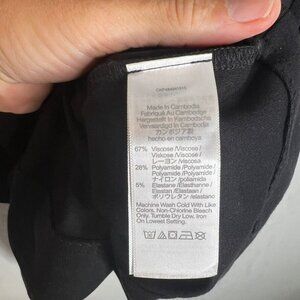 Made In Cambodia
Fabriqué Au Cambodge
Hergestellt In Kambodscha
Vervaardigd In Cambodja
カンボジア製
hecho en camboya
67% Viscose /Viscose/
Viskose /Viscose/
レーヨン /viscosa
28% Polyamide /Polyamide/
Polyamid /Polyamide/
ナイロン /poliamida
5% Elastane /Elasthanne/
Elastan /Elastaan/
ポリウレタン /elastano
Machine Wash Cold With Like
Colors, Non-Chlorine Bleach
Only, Tumble Dry Low, Iron
On Lowest Setting.